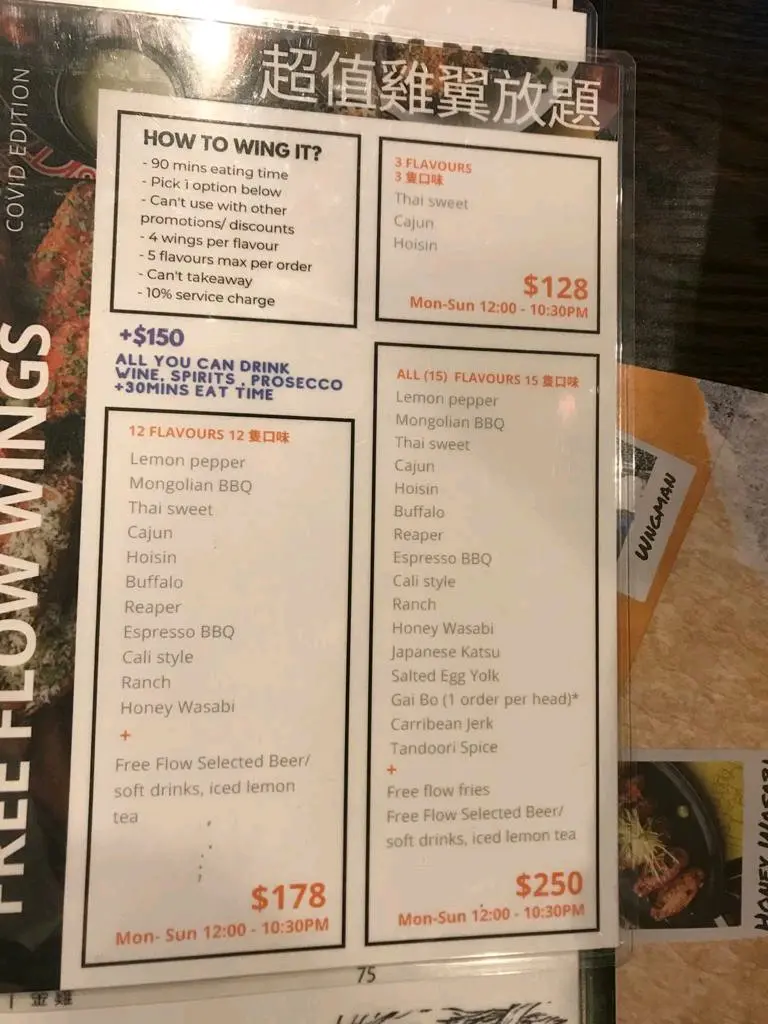 超值雞翼放題
COVID EDITION
FREE FLOW WINGS
HOW TO WING IT?
- 90 mins eating time
- Pick 1 option below
- Can't use with other
promotions/ discounts
- 4 wings per flavour
- 5 flavours max per order
- Can't takeaway
- 10% service charge
3 FLAVOURS
3 隻口味
Thai sweet
Cajun
Hoisin
$128
Mon-Sun 12:00 - 10:30PM
+$150
ALL YOU CAN DRINK
WINE, SPIRITS , PROSECCO
+30MINS EAT TIME
12 FLAVOURS 12 隻口味
Lemon pepper
Mongolian BBQ
Thai sweet
Cajun
Hoisin
Buffalo
Reaper
Espresso BBQ
Cali style
Ranch
Honey Wasabi
+
Free Flow Selected Beer/
soft drinks, iced lemon
tea
$178
Mon- Sun 12:00 - 10:30PM
ALL (15) FLAVOURS 15 隻口味
Lemon pepper
Mongolian BBQ
Thai sweet
Cajun
Hoisin
Buffalo
Reaper
Espresso BBQ
Cali style
Ranch
Honey Wasabi
Japanese Katsu
Salted Egg Yolk
Gai Bo (1 order per head)*
Carribean Jerk
Tandoori Spice
+
Free flow fries
Free Flow Selected Beer/
soft drinks, iced lemon tea
$250
Mon-Sun 12:00 - 10:30PM
75
WNGMAN
HONEY WASABI